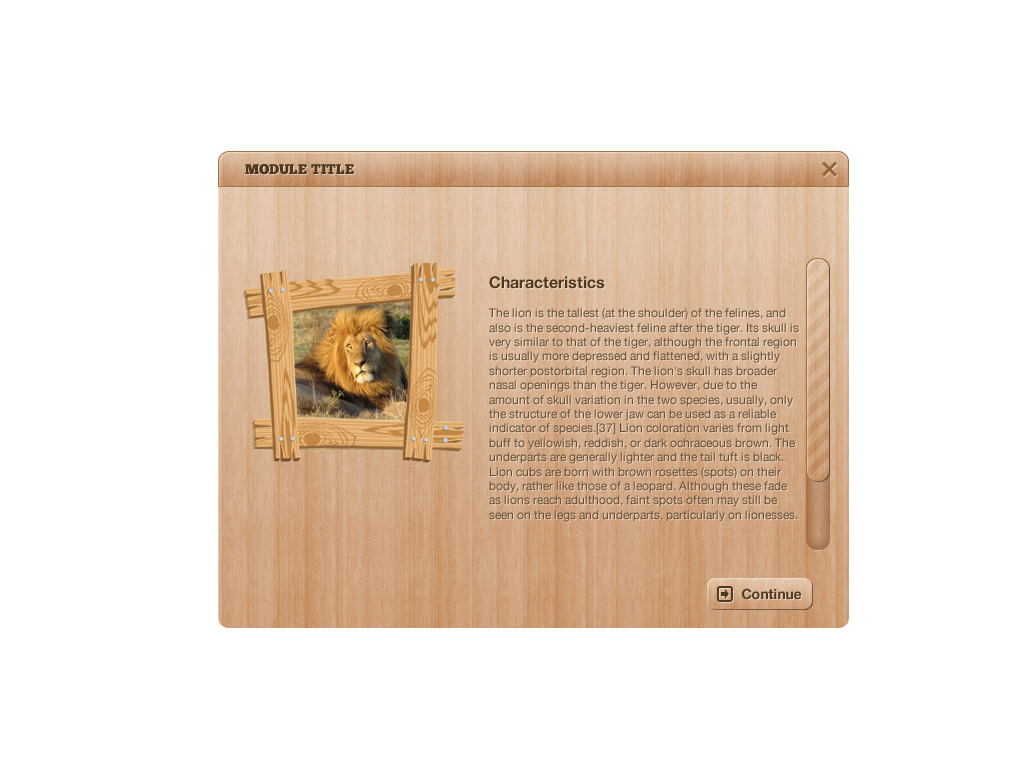 MODULE TITLE
Characteristics
The lion is the tallest (at the shoulder) of the felines, and
also is the second-heaviest feline after the tiger. Its skull is
very similar to that of the tiger, although the frontal region
is usually more depressed and flattened, with a slightly
shorter postorbital region. The lion's skull has broader
nasal openings than the tiger. However, due to the
amount of skull variation in the two species, usually, only
the structure of the lower jaw can be used as a reliable
indicator of species.[37] Lion coloration varies from light
buff to yellowish, reddish, or dark ochraceous brown. The
underparts are generally lighter and the tail tuft is black.
Lion cubs are born with brown rosettes (spots) on their
body, rather like those of a leopard. Although these fade
as lions reach adulthood, faint spots often may still be
seen on the legs and underparts, particularly on lionesses.
Continue